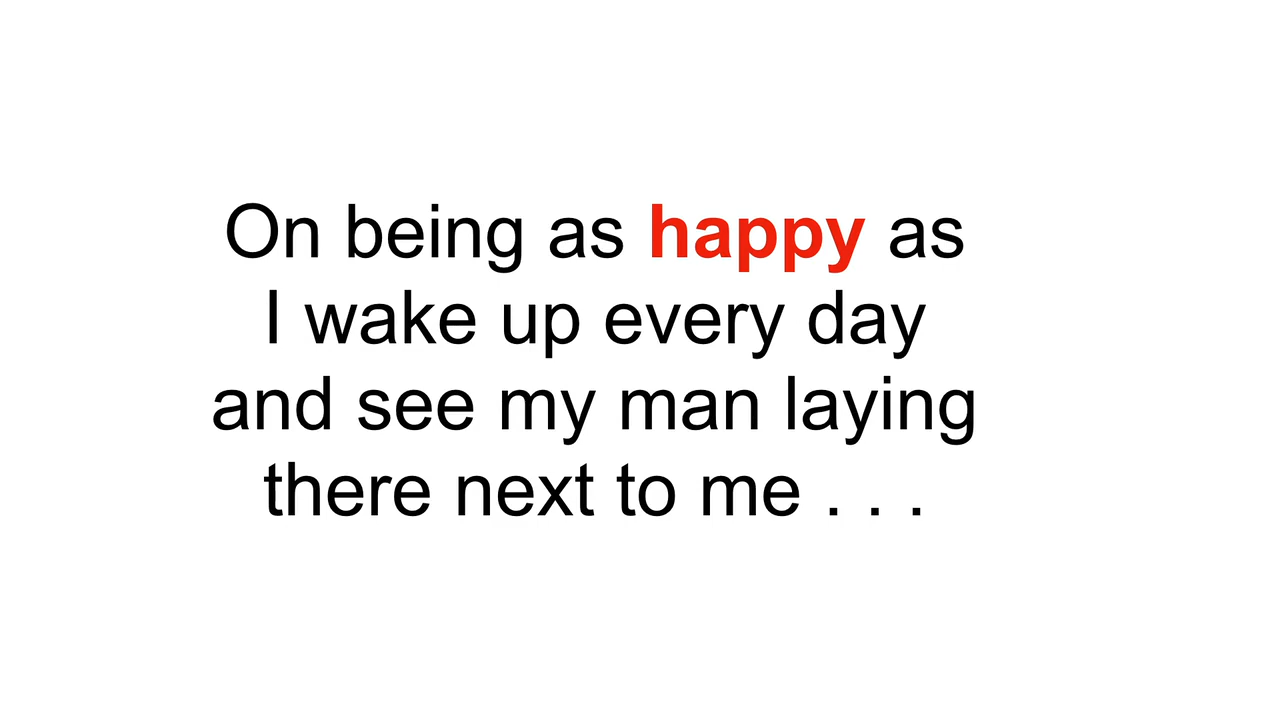 On being as happy as
I wake up every day
and see my man laying
there next to me . . .